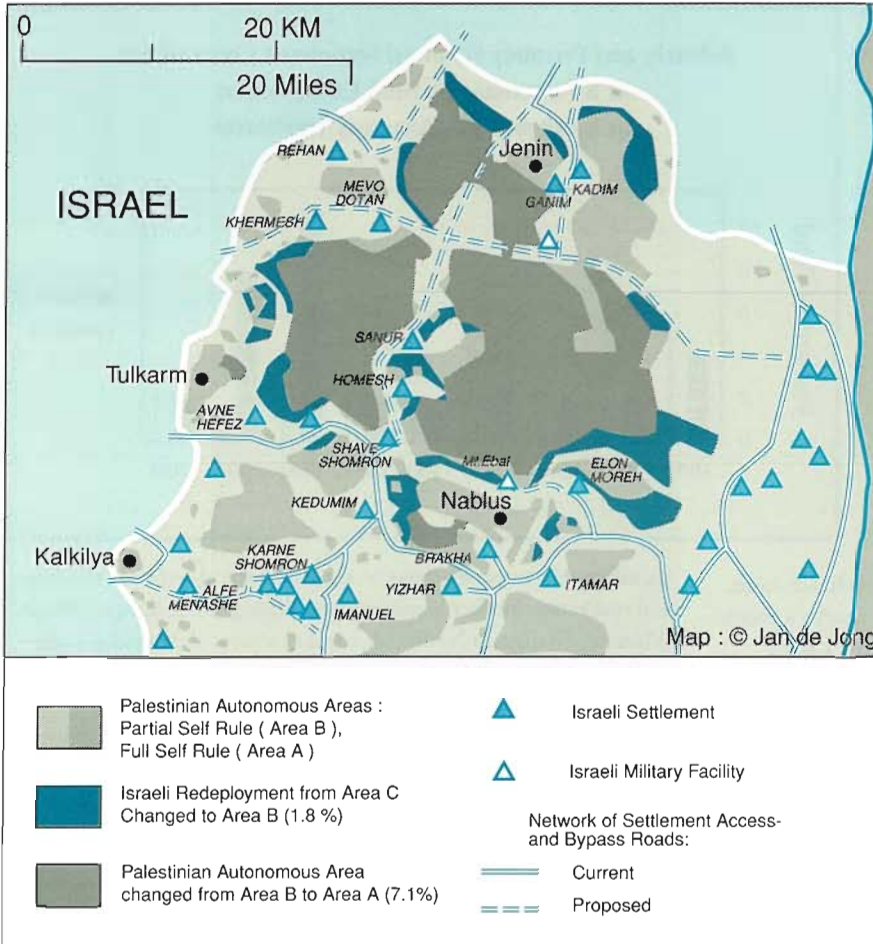 0 20 KM
20 Miles
ISRAEL
REHAN
Jenin
MEVO
DOTAN
KADIM
GANIM
KHERMESH
SANUR
Tulkarm
HOMESH
AVNE
HEFEZ
SHAVE
SHOMRON
Mt.Ebal
ELON
MOREH
KEDUMIM
Nablus
Kalkilya
KARNE
SHOMRON
BRAKHA
ALFE
MENASHE
YIZHAR
ITAMAR
IMANUEL
Map : © Jan de Jong
Palestinian Autonomous Areas :
Partial Self Rule ( Area B ),
Full Self Rule ( Area A )
Israeli Redeployment from Area C
Changed to Area B (1.8 %)
Palestinian Autonomous Area
changed from Area B to Area A (7.1%)
Israeli Settlement
Israeli Military Facility
Network of Settlement Access-
and Bypass Roads:
Current
Proposed